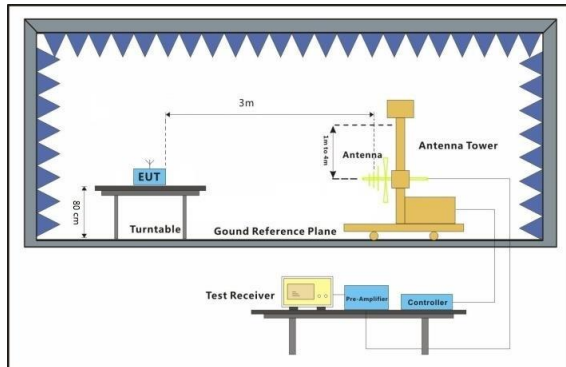 3m
1m to 4m
Antenna
Antenna Tower
EUT
80 cm
Turntable
Gound Reference Plane
Test Receiver
Pre-Amplifier
Controller